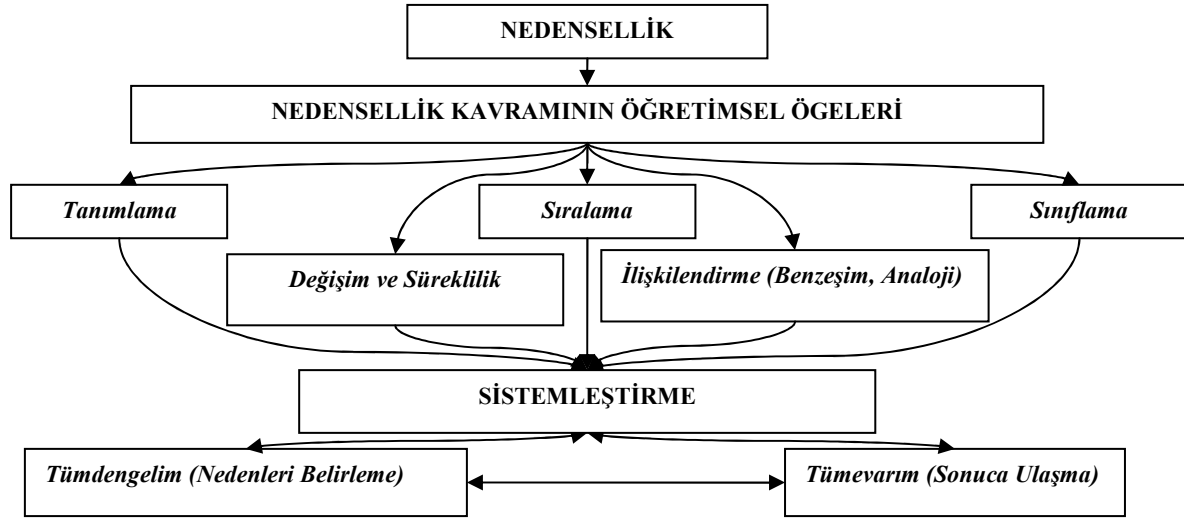 NEDENSELLİK
NEDENSELLİK KAVRAMININ ÖĞRETİMSEL ÖGELERİ
Tanımlama
Sıralama
Sınıflama
Değişim ve Süreklilik
İlişkilendirme (Benzeşim, Analoji)
SİSTEMLEŞTİRME
Tümdengelim (Nedenleri Belirleme)
Tümevarım (Sonuca Ulaşma)